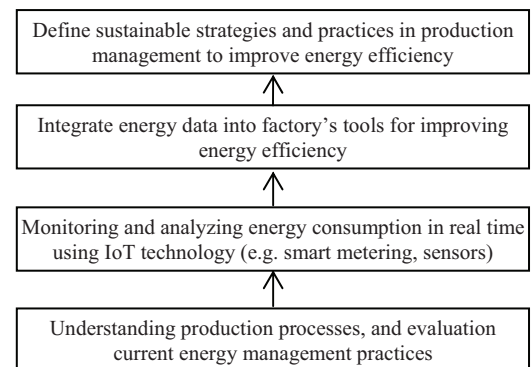 Define sustainable strategies and practices in production
management to improve energy efficiency
Integrate energy data into factory's tools for improving
energy efficiency
Monitoring and analyzing energy consumption in real time
using IoT technology (e.g. smart metering, sensors)
Understanding production processes, and evaluation
current energy management practices